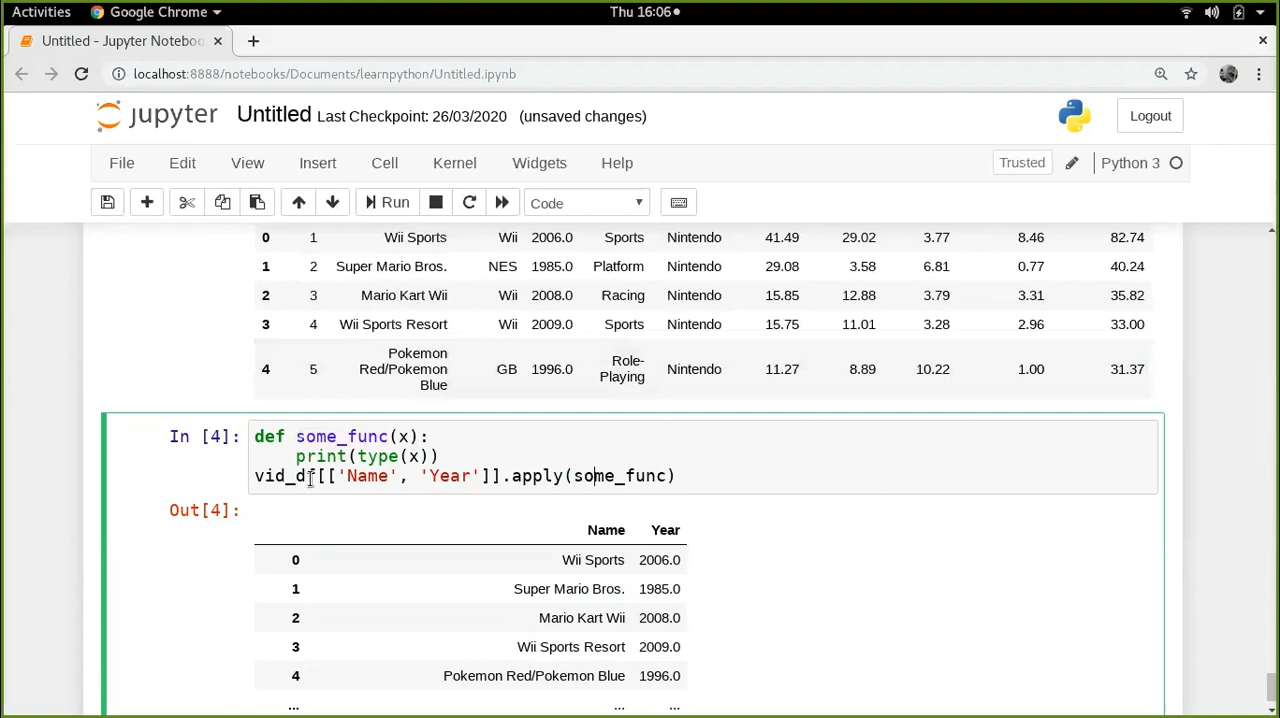 Activities Google Chrome Thu 16:06
Untitled - Jupyter Noteboo
localhost:8888/notebooks/Documents/learnpython/Untitled.ipynb
jupyter Untitled Last Checkpoint: 26/03/2020 (unsaved changes) Logout
File Edit View Insert Cell Kernel Widgets Help Trusted Python 3
Run Code
0 1 Wii Sports Wii 2006.0 Sports Nintendo 41.49 29.02 3.77 8.46 82.74
1 2 Super Mario Bros. NES 1985.0 Platform Nintendo 29.08 3.58 6.81 0.77 40.24
2 3 Mario Kart Wii Wii 2008.0 Racing Nintendo 15.85 12.88 3.79 3.31 35.82
3 4 Wii Sports Resort Wii 2009.0 Sports Nintendo 15.75 11.01 3.28 2.96 33.00
4 5 Pokemon Red/Pokemon Blue GB 1996.0 Role-Playing Nintendo 11.27 8.89 10.22 1.00 31.37
In [4]: def some_func(x):
print(type(x))
vid_df[['Name', 'Year']].apply(some_func)
Out[4]:
Name Year
0 Wii Sports 2006.0
1 Super Mario Bros. 1985.0
2 Mario Kart Wii 2008.0
3 Wii Sports Resort 2009.0
4 Pokemon Red/Pokemon Blue 1996.0
... ... ...